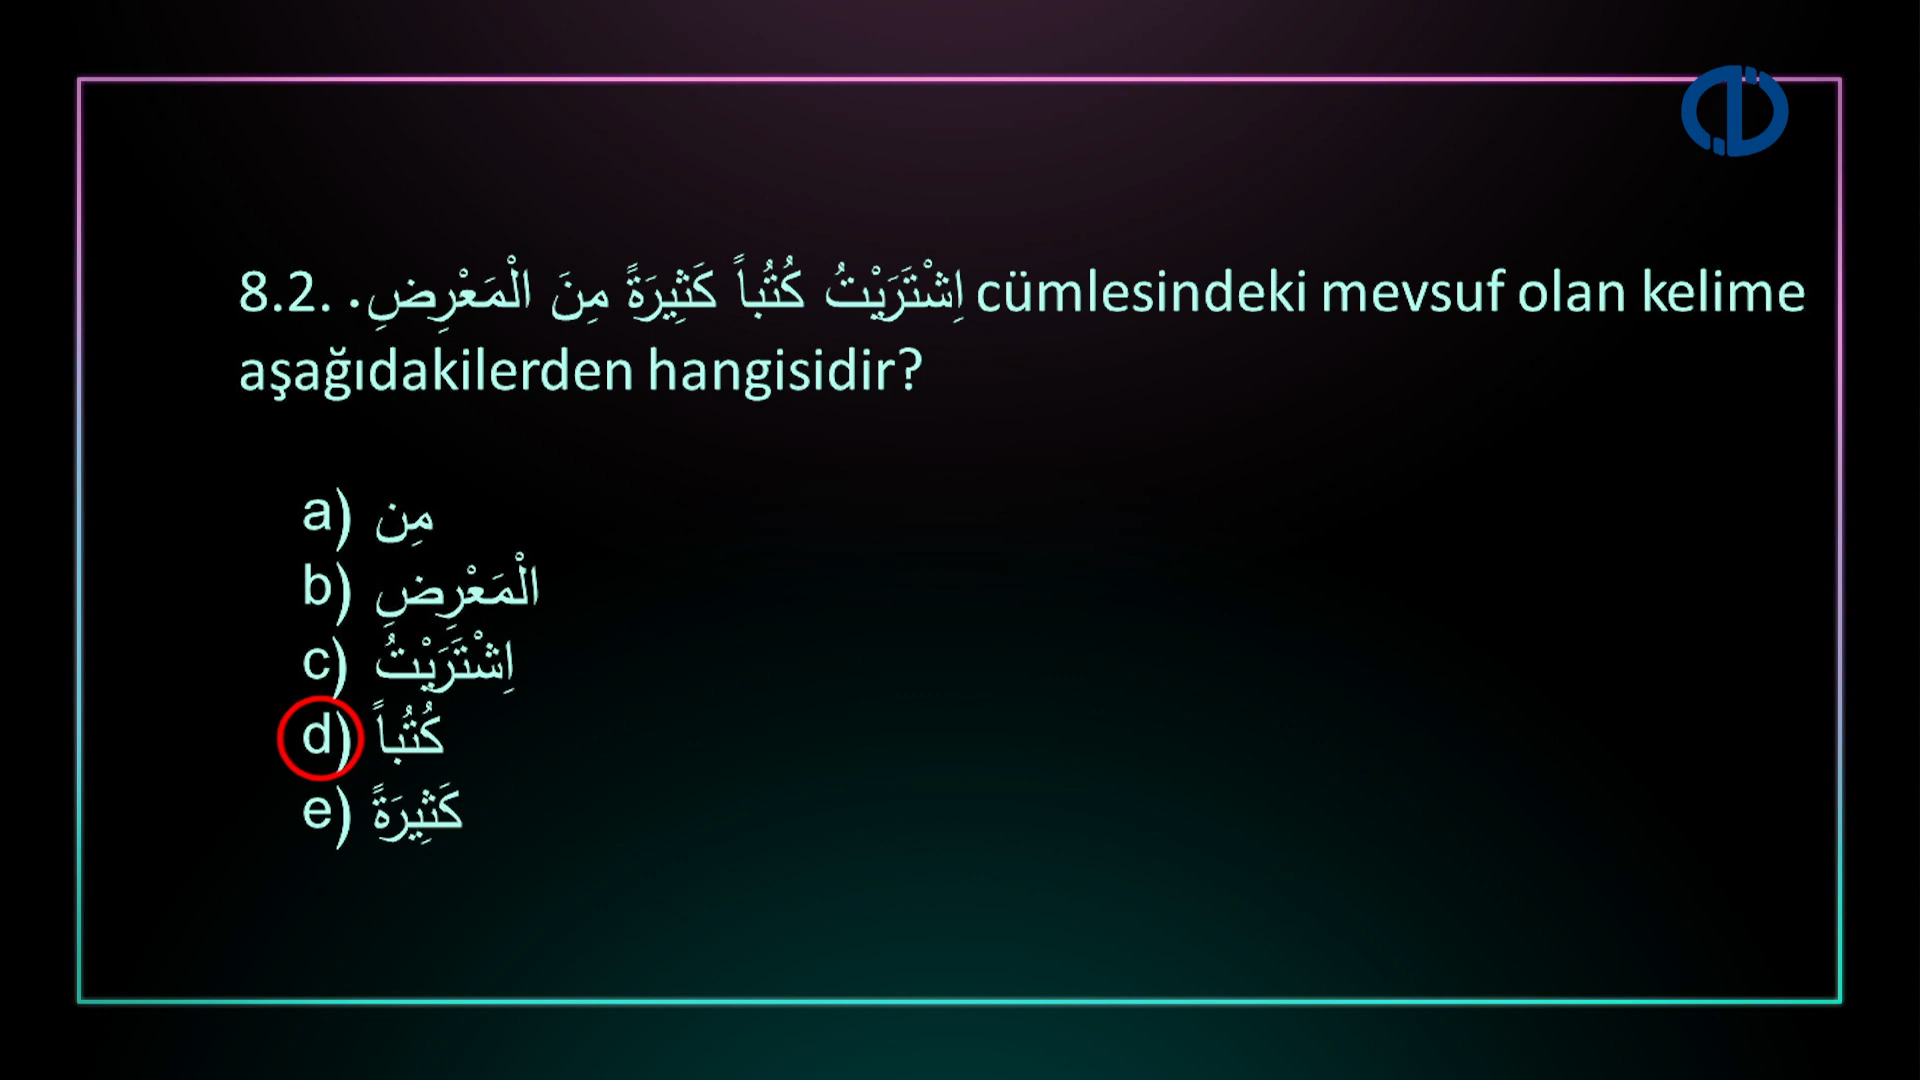 8.2. اِشْتَرَيْتُ كُتُباً كَثِيرَةً مِنَ الْمَعْرِضِ. cümlesindeki mevsuf olan kelime
aşağıdakilerden hangisidir?
a) مِن
b) الْمَعْرِضِ
c) اِشْتَرَيْتُ
d) كُتُباً
e) كَثِيرَةً